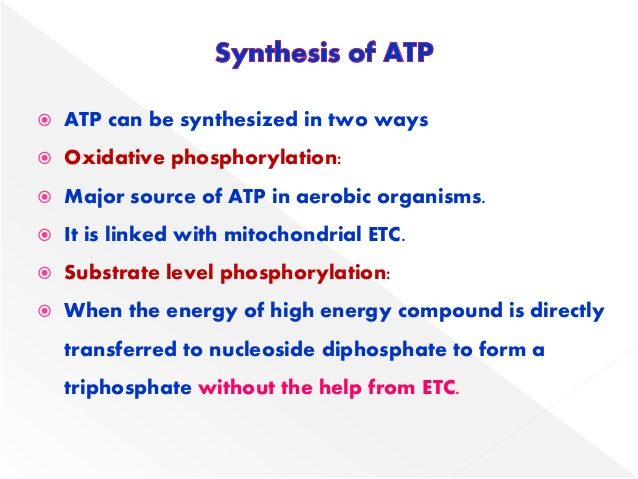 Synthesis of ATP
ATP can be synthesized in two ways
Oxidative phosphorylation:
Major source of ATP in aerobic organisms.
It is linked with mitochondrial ETC.
Substrate level phosphorylation:
When the energy of high energy compound is directly
transferred to nucleoside diphosphate to form a
triphosphate without the help from ETC.